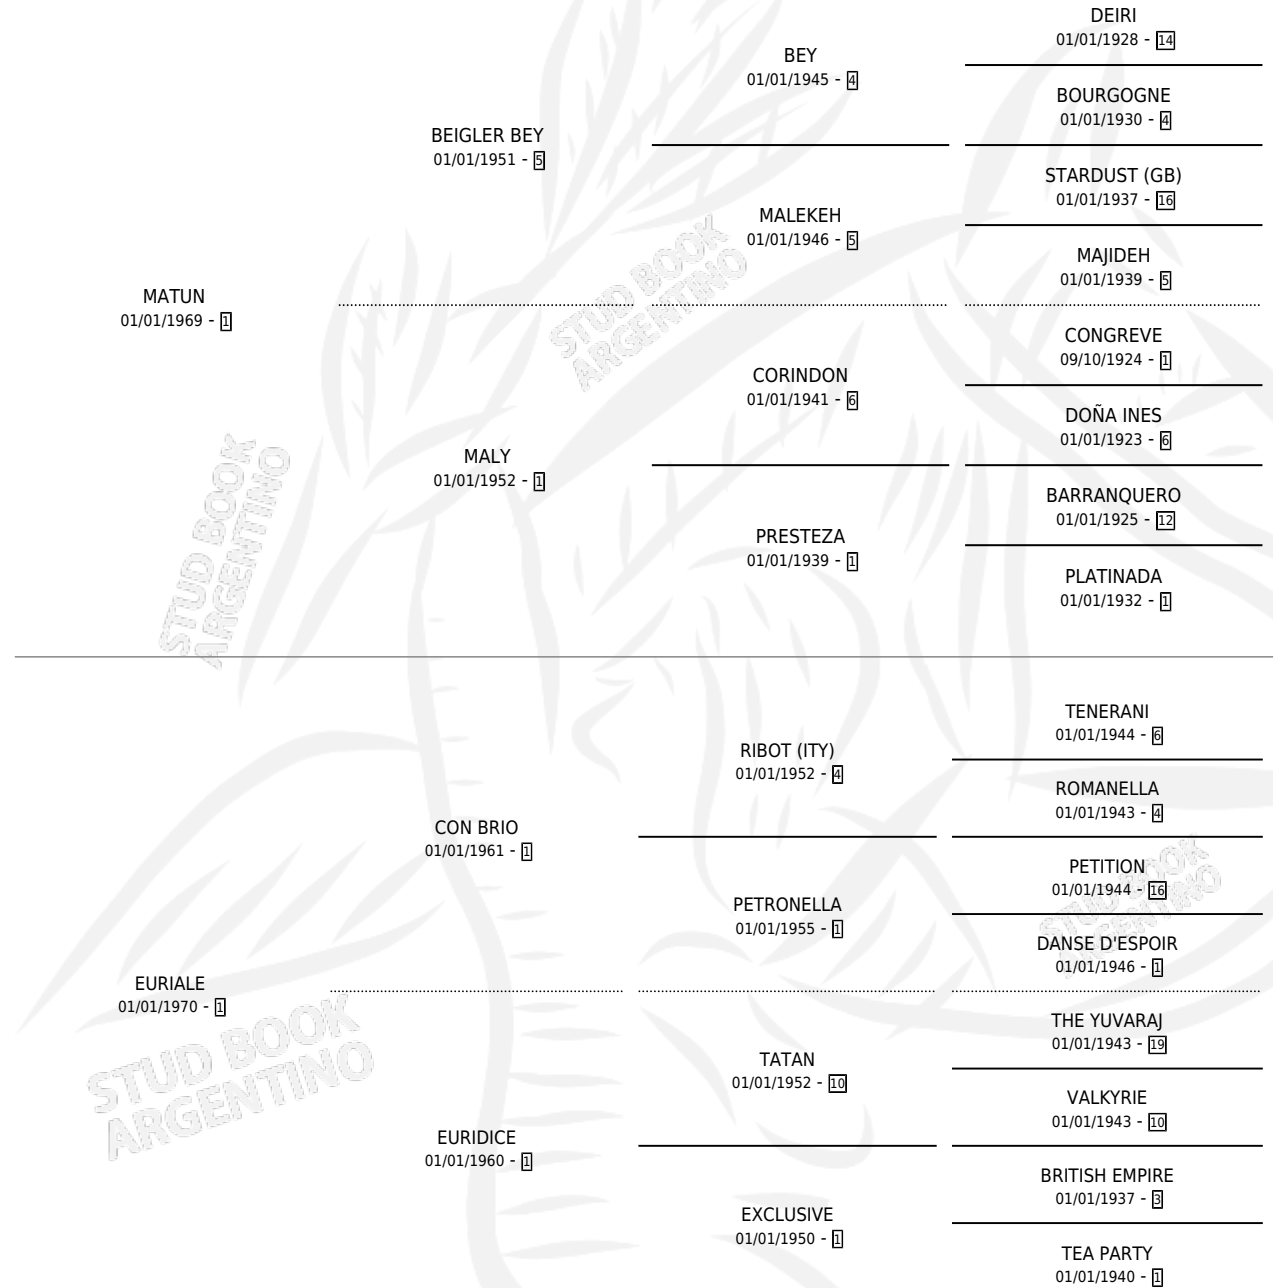 DEIRI
01/01/1928 - 14
BEY
01/01/1945 - 4
BOURGOGNE
01/01/1930 - 4
BEIGLER BEY
01/01/1951 - 5
STARDUST (GB)
01/01/1937 - 16
MALEKEH
01/01/1946 - 5
MAJIDEH
01/01/1939 - 5
MATUN
01/01/1969 - 1
CONGREVE
09/10/1924 - 1
CORINDON
01/01/1941 - 6
DOÑA INES
01/01/1923 - 6
MALY
01/01/1952 - 1
BARRANQUERO
01/01/1925 - 12
PRESTEZA
01/01/1939 - 1
PLATINADA
01/01/1932 - 1
STUD BOOK
ARGENTINO
STUD BOOK
ARGENTINO
TENERANI
01/01/1944 - 6
RIBOT (ITY)
01/01/1952 - 4
ROMANELLA
01/01/1943 - 4
CON BRIO
01/01/1961 - 1
PETITION
01/01/1944 - 16
PETRONELLA
01/01/1955 - 1
DANSE D'ESPOIR
01/01/1946 - 1
EURIALE
01/01/1970 - 1
THE YUVARAJ
01/01/1943 - 19
TATAN
01/01/1952 - 10
VALKYRIE
01/01/1943 - 10
EURIDICE
01/01/1960 - 1
BRITISH EMPIRE
01/01/1937 - 3
EXCLUSIVE
01/01/1950 - 1
TEA PARTY
01/01/1940 - 1
STUD BOOK
ARGENTINO
STUD BOOK
ARGENTINO